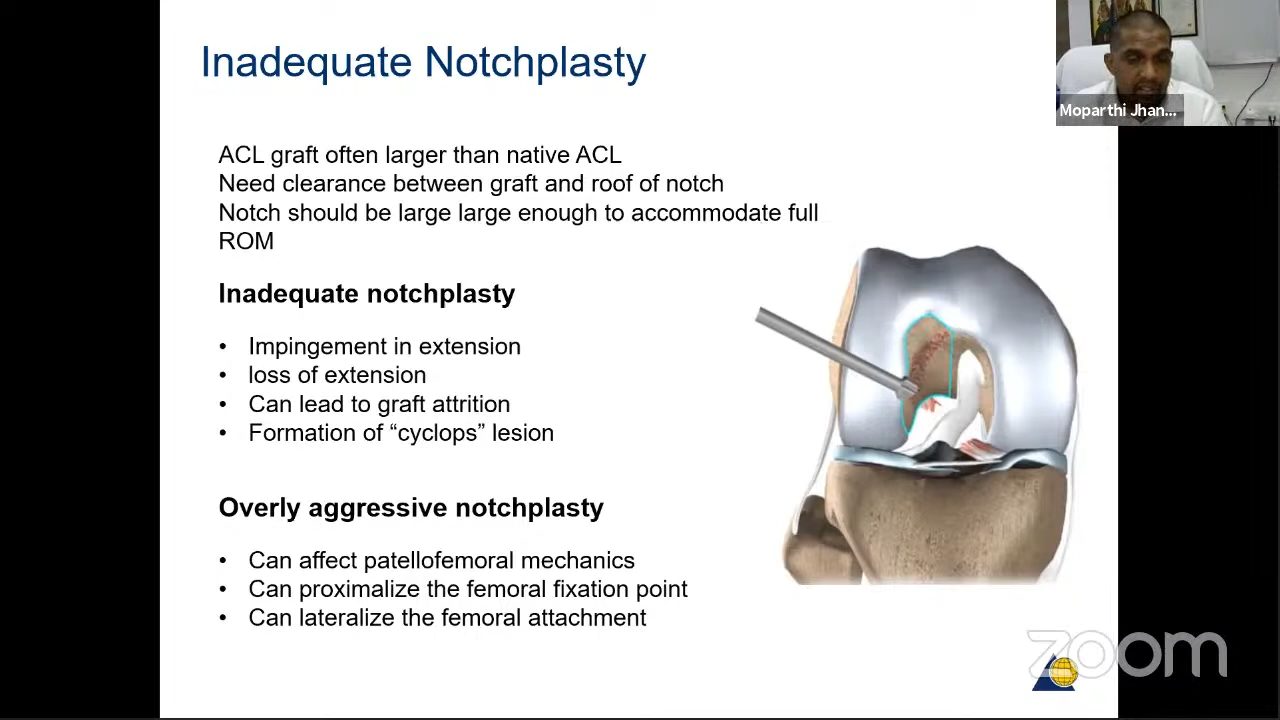 Inadequate Notchplasty
Moparthi Jhan...
ACL graft often larger than native ACL
Need clearance between graft and roof of notch
Notch should be large large enough to accommodate full
ROM
Inadequate notchplasty
• Impingement in extension
• loss of extension
• Can lead to graft attrition
• Formation of “cyclops” lesion
Overly aggressive notchplasty
• Can affect patellofemoral mechanics
• Can proximalize the femoral fixation point
• Can lateralize the femoral attachment
zoom